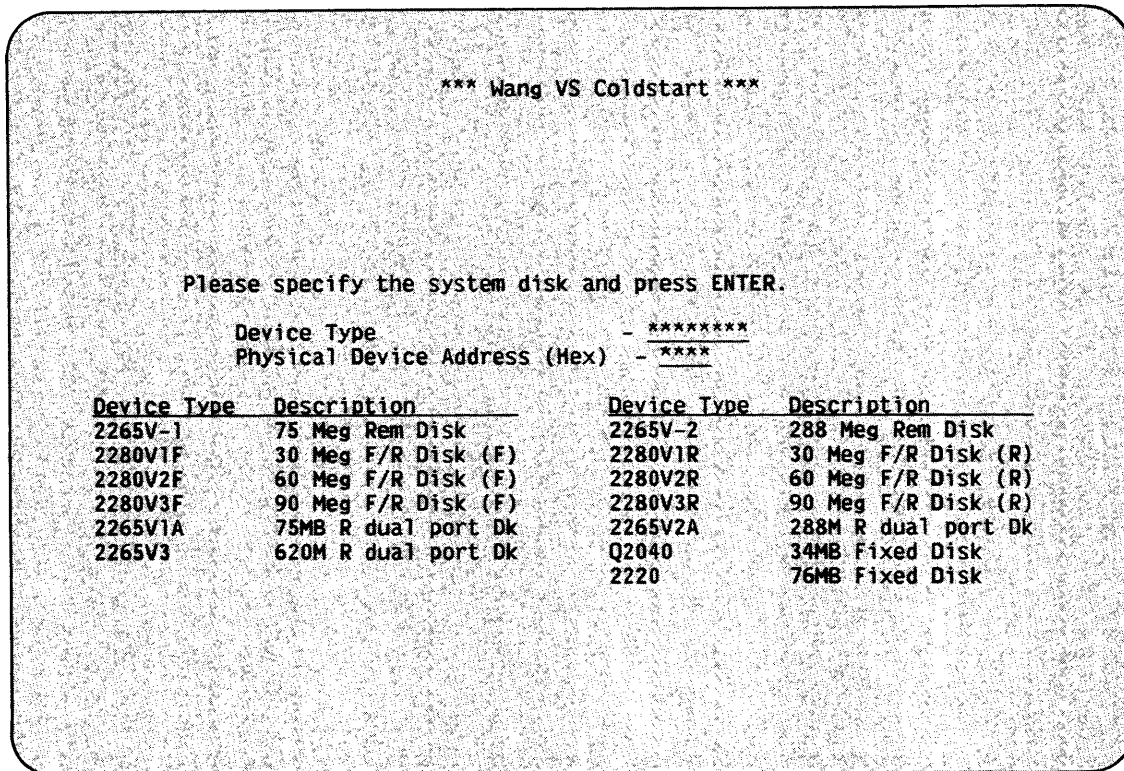 *** Wang VS Coldstart ***
Please specify the system disk and press ENTER.
Device Type - ********
Physical Device Address (Hex) - ****
Device Type Description Device Type Description
2265V-1 75 Meg Rem Disk 2265V-2 288 Meg Rem Disk
2280V1F 30 Meg F/R Disk (F) 2280V1R 30 Meg F/R Disk (R)
2280V2F 60 Meg F/R Disk (F) 2280V2R 60 Meg F/R Disk (R)
2280V3F 90 Meg F/R Disk (F) 2280V3R 90 Meg F/R Disk (R)
2265V1A 75MB R dual port Dk 2265V2A 288M R dual port Dk
2265V3 620M R dual port Dk Q2040 34MB Fixed Disk
2220 76MB Fixed Disk